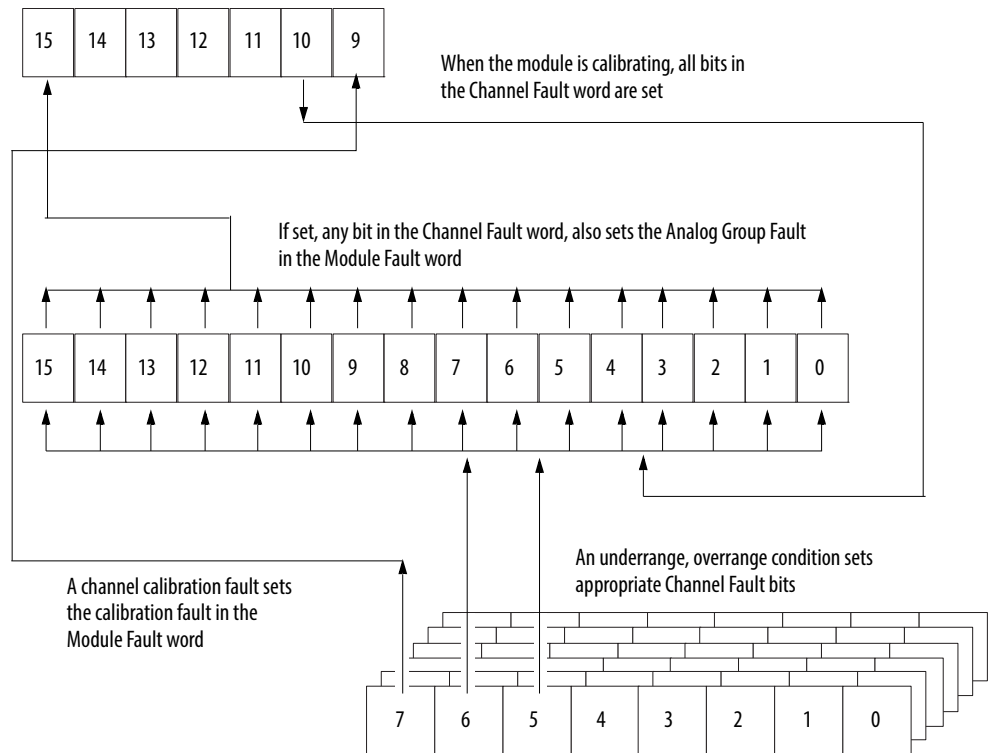 15 14 13 12 11 10 9
When the module is calibrating, all bits in
the Channel Fault word are set
If set, any bit in the Channel Fault word, also sets the Analog Group Fault
in the Module Fault word
15 14 13 12 11 10 9 8 7 6 5 4 3 2 1 0
An underrange, overrange condition sets
appropriate Channel Fault bits
A channel calibration fault sets
the calibration fault in the
Module Fault word
7 6 5 4 3 2 1 0